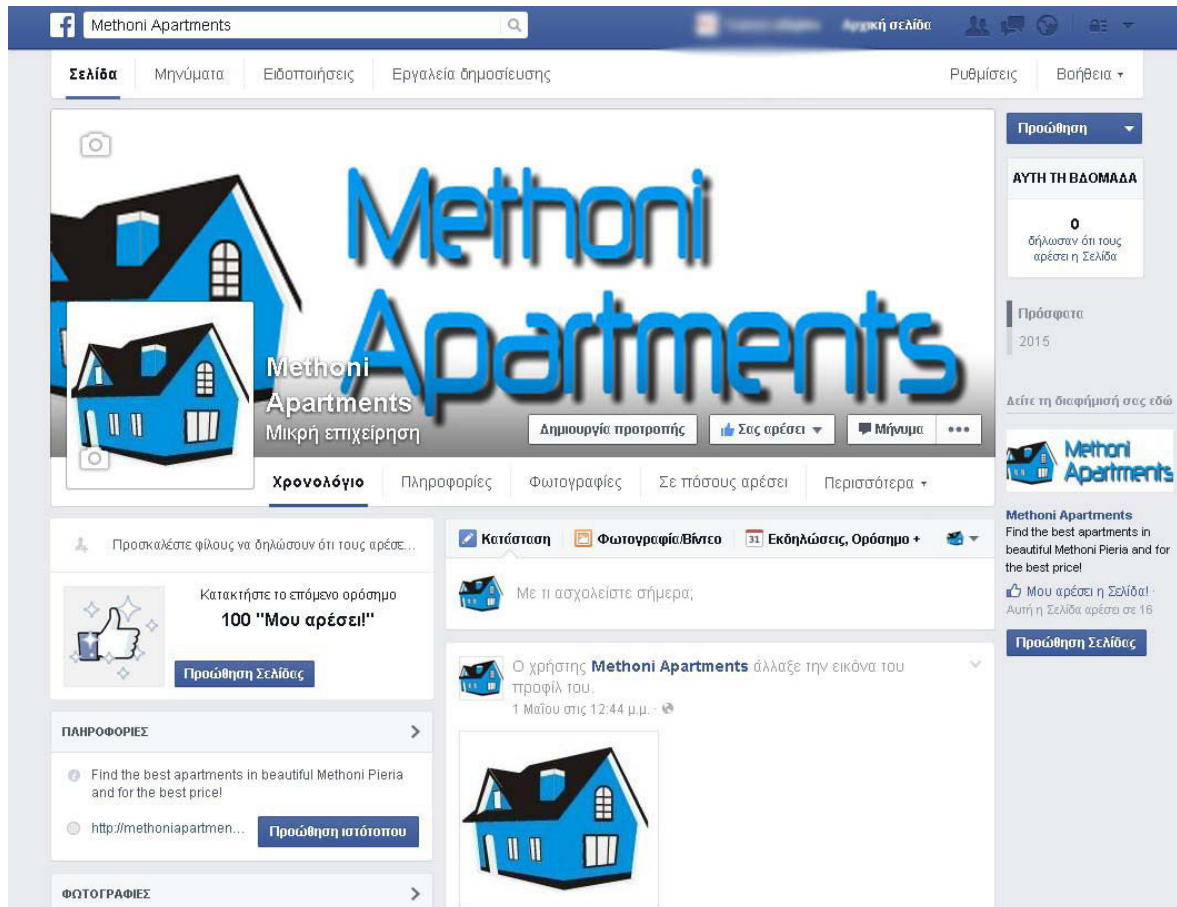 Methoni Apartments
Αρχική σελίδα
Σελίδα Μηνύματα Ειδοποιήσεις Εργαλεία δημοσίευσης Ρυθμίσεις Βοήθεια
Methoni
Apartments
Methoni
Apartments
Μικρή επιχείρηση
Δημιουργία προτροπής Σας αρέσει Μήνυμα
Χρονολόγιο Πληροφορίες Φωτογραφίες Σε πόσους αρέσει Περισσότερα
Προσκαλέστε φίλους να δηλώσουν ότι τους αρέσε...
Κατακτήστε το επόμενο ορόσημο
100 "Μου αρέσει!"
Προώθηση Σελίδας
ΠΛΗΡΟΦΟΡΙΕΣ
Find the best apartments in beautiful Methoni Pieria
and for the best price!
http://methoniapartmen... Προώθηση ιστότοπου
ΦΩΤΟΓΡΑΦΙΕΣ
Κατάσταση Φωτογραφία/Βίντεο 31 Εκδηλώσεις, Ορόσημο +
Με τι ασχολείστε σήμερα;
Ο χρήστης Methoni Apartments άλλαξε την εικόνα του
προφίλ του.
1 Μαΐου στις 12:44 μ.μ. ·
Προώθηση
ΑΥΤΗ ΤΗ ΒΔΟΜΑΔΑ
0
δήλωσαν ότι τους
αρέσει η Σελίδα
Πρόσφατα
2015
Δείτε τη διαφήμισή σας εδώ
Methoni
Apartments
Methoni Apartments
Find the best apartments in
beautiful Methoni Pieria and for
the best price!
Μου αρέσει η Σελίδα! ·
Αυτή η Σελίδα αρέσει σε 16
Προώθηση Σελίδας